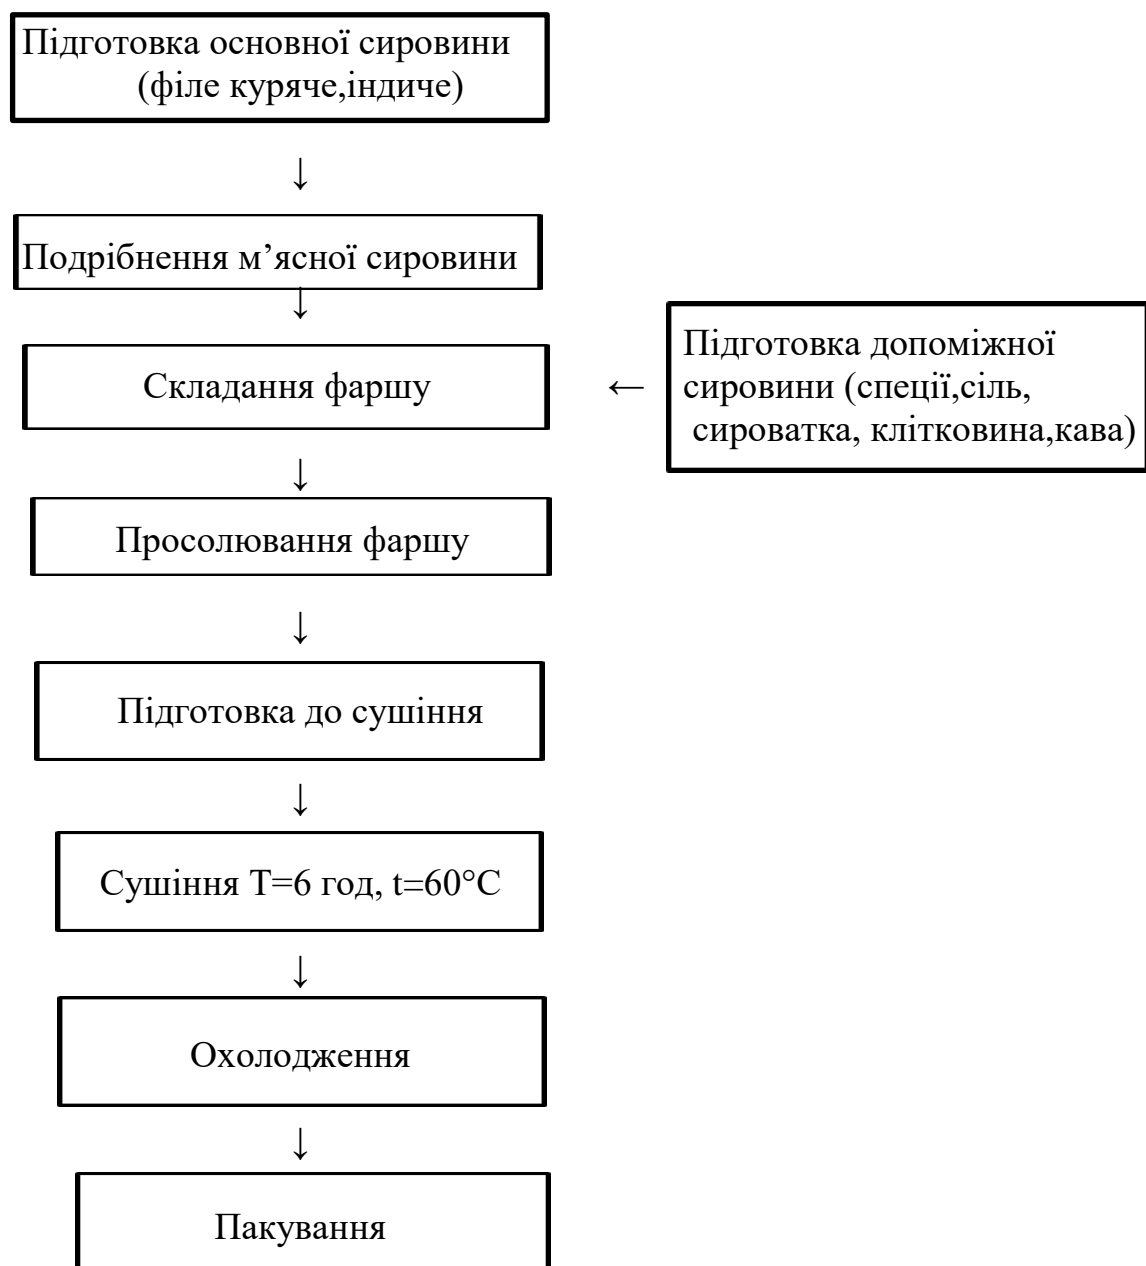 Підготовка основної сировини
(філе куряче,індиче)
↓
Подрібнення м’ясної сировини
↓
Складання фаршу
←
Підготовка допоміжної
сировини (спеції,сіль,
сироватка, клітковина,кава)
↓
Просолювання фаршу
↓
Підготовка до сушіння
↓
Сушіння T=6 год, t=60°C
↓
Охолодження
↓
Пакування